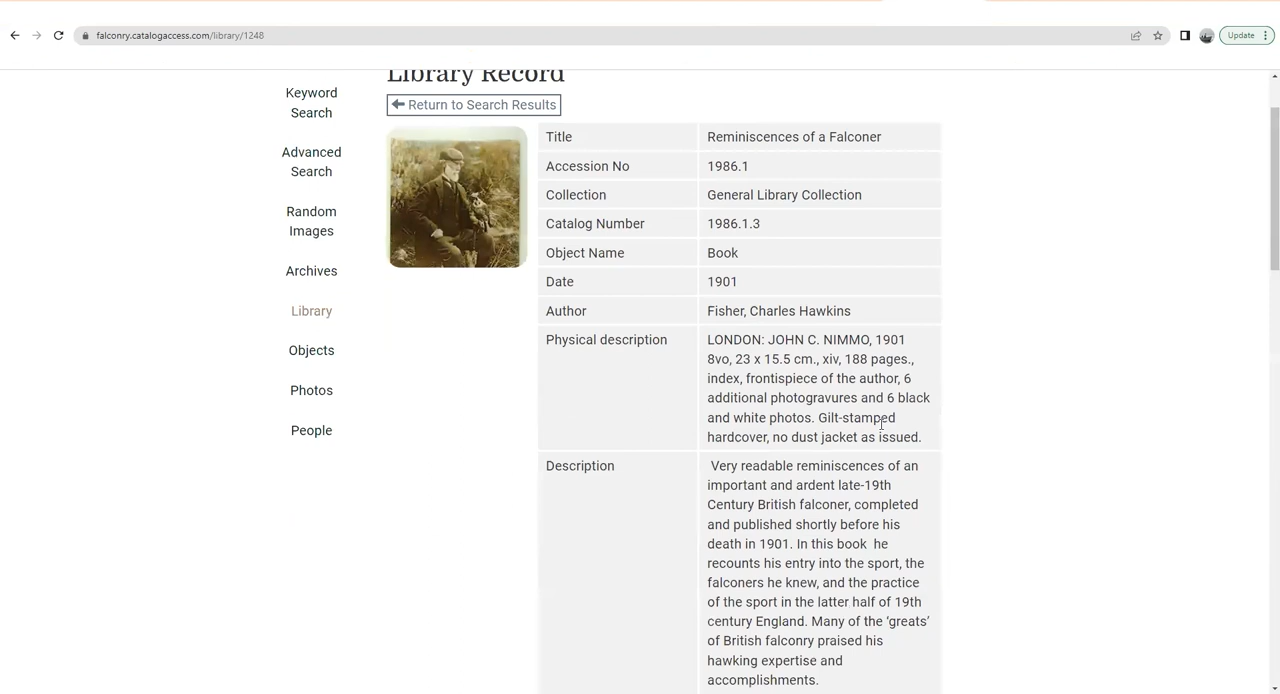 falconry.catalogaccess.com/library/1248
Update
Library Record
Return to Search Results
Keyword
Search
Advanced
Search
Random
Images
Archives
Library
Objects
Photos
People
Title Reminiscences of a Falconer
Accession No 1986.1
Collection General Library Collection
Catalog Number 1986.1.3
Object Name Book
Date 1901
Author Fisher, Charles Hawkins
Physical description LONDON: JOHN C. NIMMO, 1901
8vo, 23 x 15.5 cm., xiv, 188 pages.,
index, frontispiece of the author, 6
additional photogravures and 6 black
and white photos. Gilt-stamped
hardcover, no dust jacket as issued.
Description Very readable reminiscences of an
important and ardent late-19th
Century British falconer, completed
and published shortly before his
death in 1901. In this book he
recounts his entry into the sport, the
falconers he knew, and the practice
of the sport in the latter half of 19th
century England. Many of the ‘greats’
of British falconry praised his
hawking expertise and
accomplishments.